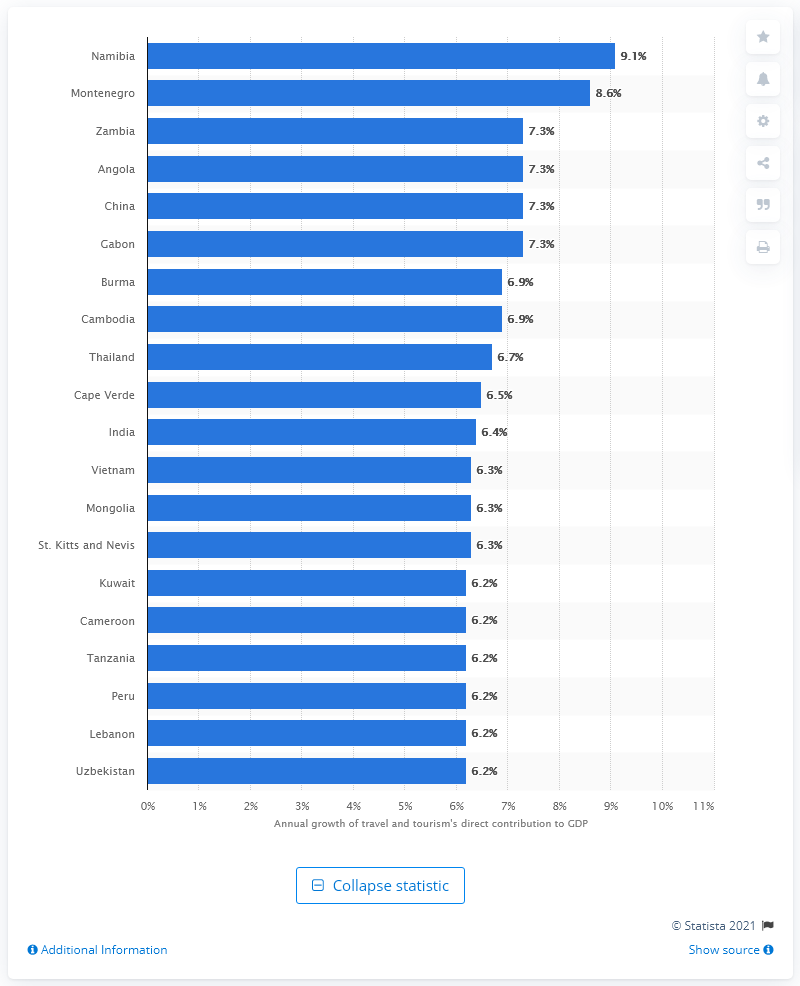 Namibia 9.1%
Montenegro 8.6%
Zambia 7.3%
Angola 7.3%
China 7.3%
Gabon 7.3%
Burma 6.9%
Cambodia 6.9%
Thailand 6.7%
Cape Verde 6.5%
India 6.4%
Vietnam 6.3%
Mongolia 6.3%
St. Kitts and Nevis 6.3%
Kuwait 6.2%
Cameroon 6.2%
Tanzania 6.2%
Peru 6.2%
Lebanon 6.2%
Uzbekistan 6.2%
0% 1% 2% 3% 4% 5% 6% 7% 8% 9% 10% 11%
Annual growth of travel and tourism's direct contribution to GDP
Collapse statistic
© Statista 2021
Additional Information Show source